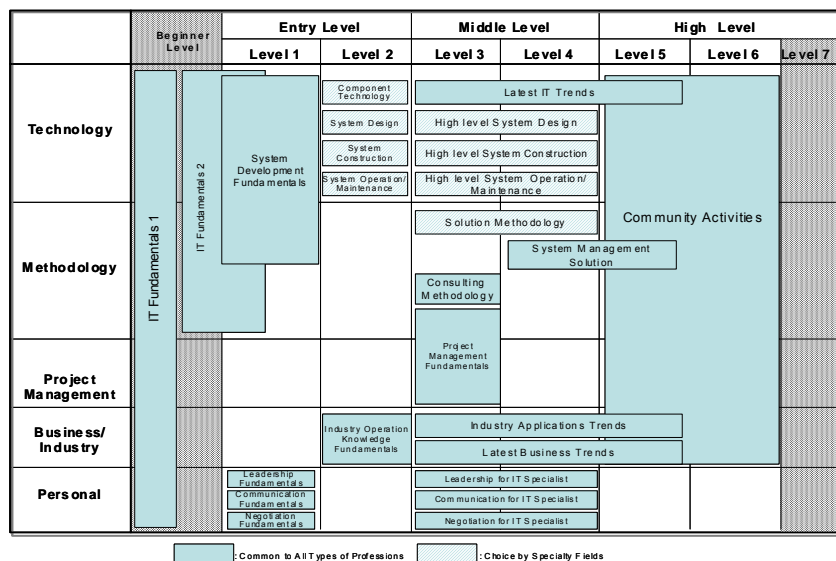 Beginner
Level
Entry Level
Middle Level
High Level
Level 1
Level 2
Level 3
Level 4
Level 5
Level 6
Level 7
Technology
Methodology
Project
Management
Business/
Industry
Personal
IT Fundamentals 1
IT Fundamentals 2
System
Development
Fundamentals
Component
Technology
System Design
System
Construction
System Operation/
Maintenance
Latest IT Trends
High level System Design
High level System Construction
High level System Operation/
Maintenance
Solution Methodology
System Management
Solution
Consulting
Methodology
Project
Management
Fundamentals
Community Activities
Industry Operation
Knowledge
Fundamentals
Industry Applications Trends
Latest Business Trends
Leadership
Fundamentals
Communication
Fundamentals
Negotiation
Fundamentals
Leadership for IT Specialist
Communication for IT Specialist
Negotiation for IT Specialist
: Common to All Types of Professions
: Choice by Specialty Fields